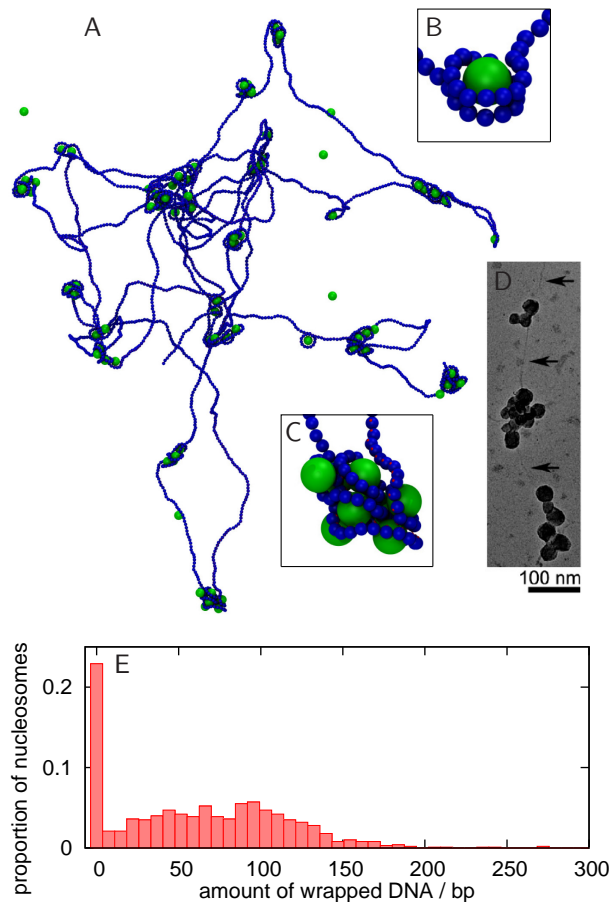 A
B
D
C
100 nm
E
proportion of nucleosomes
0.2
0.1
0
0 50 100 150 200 250 300
amount of wrapped DNA / bp